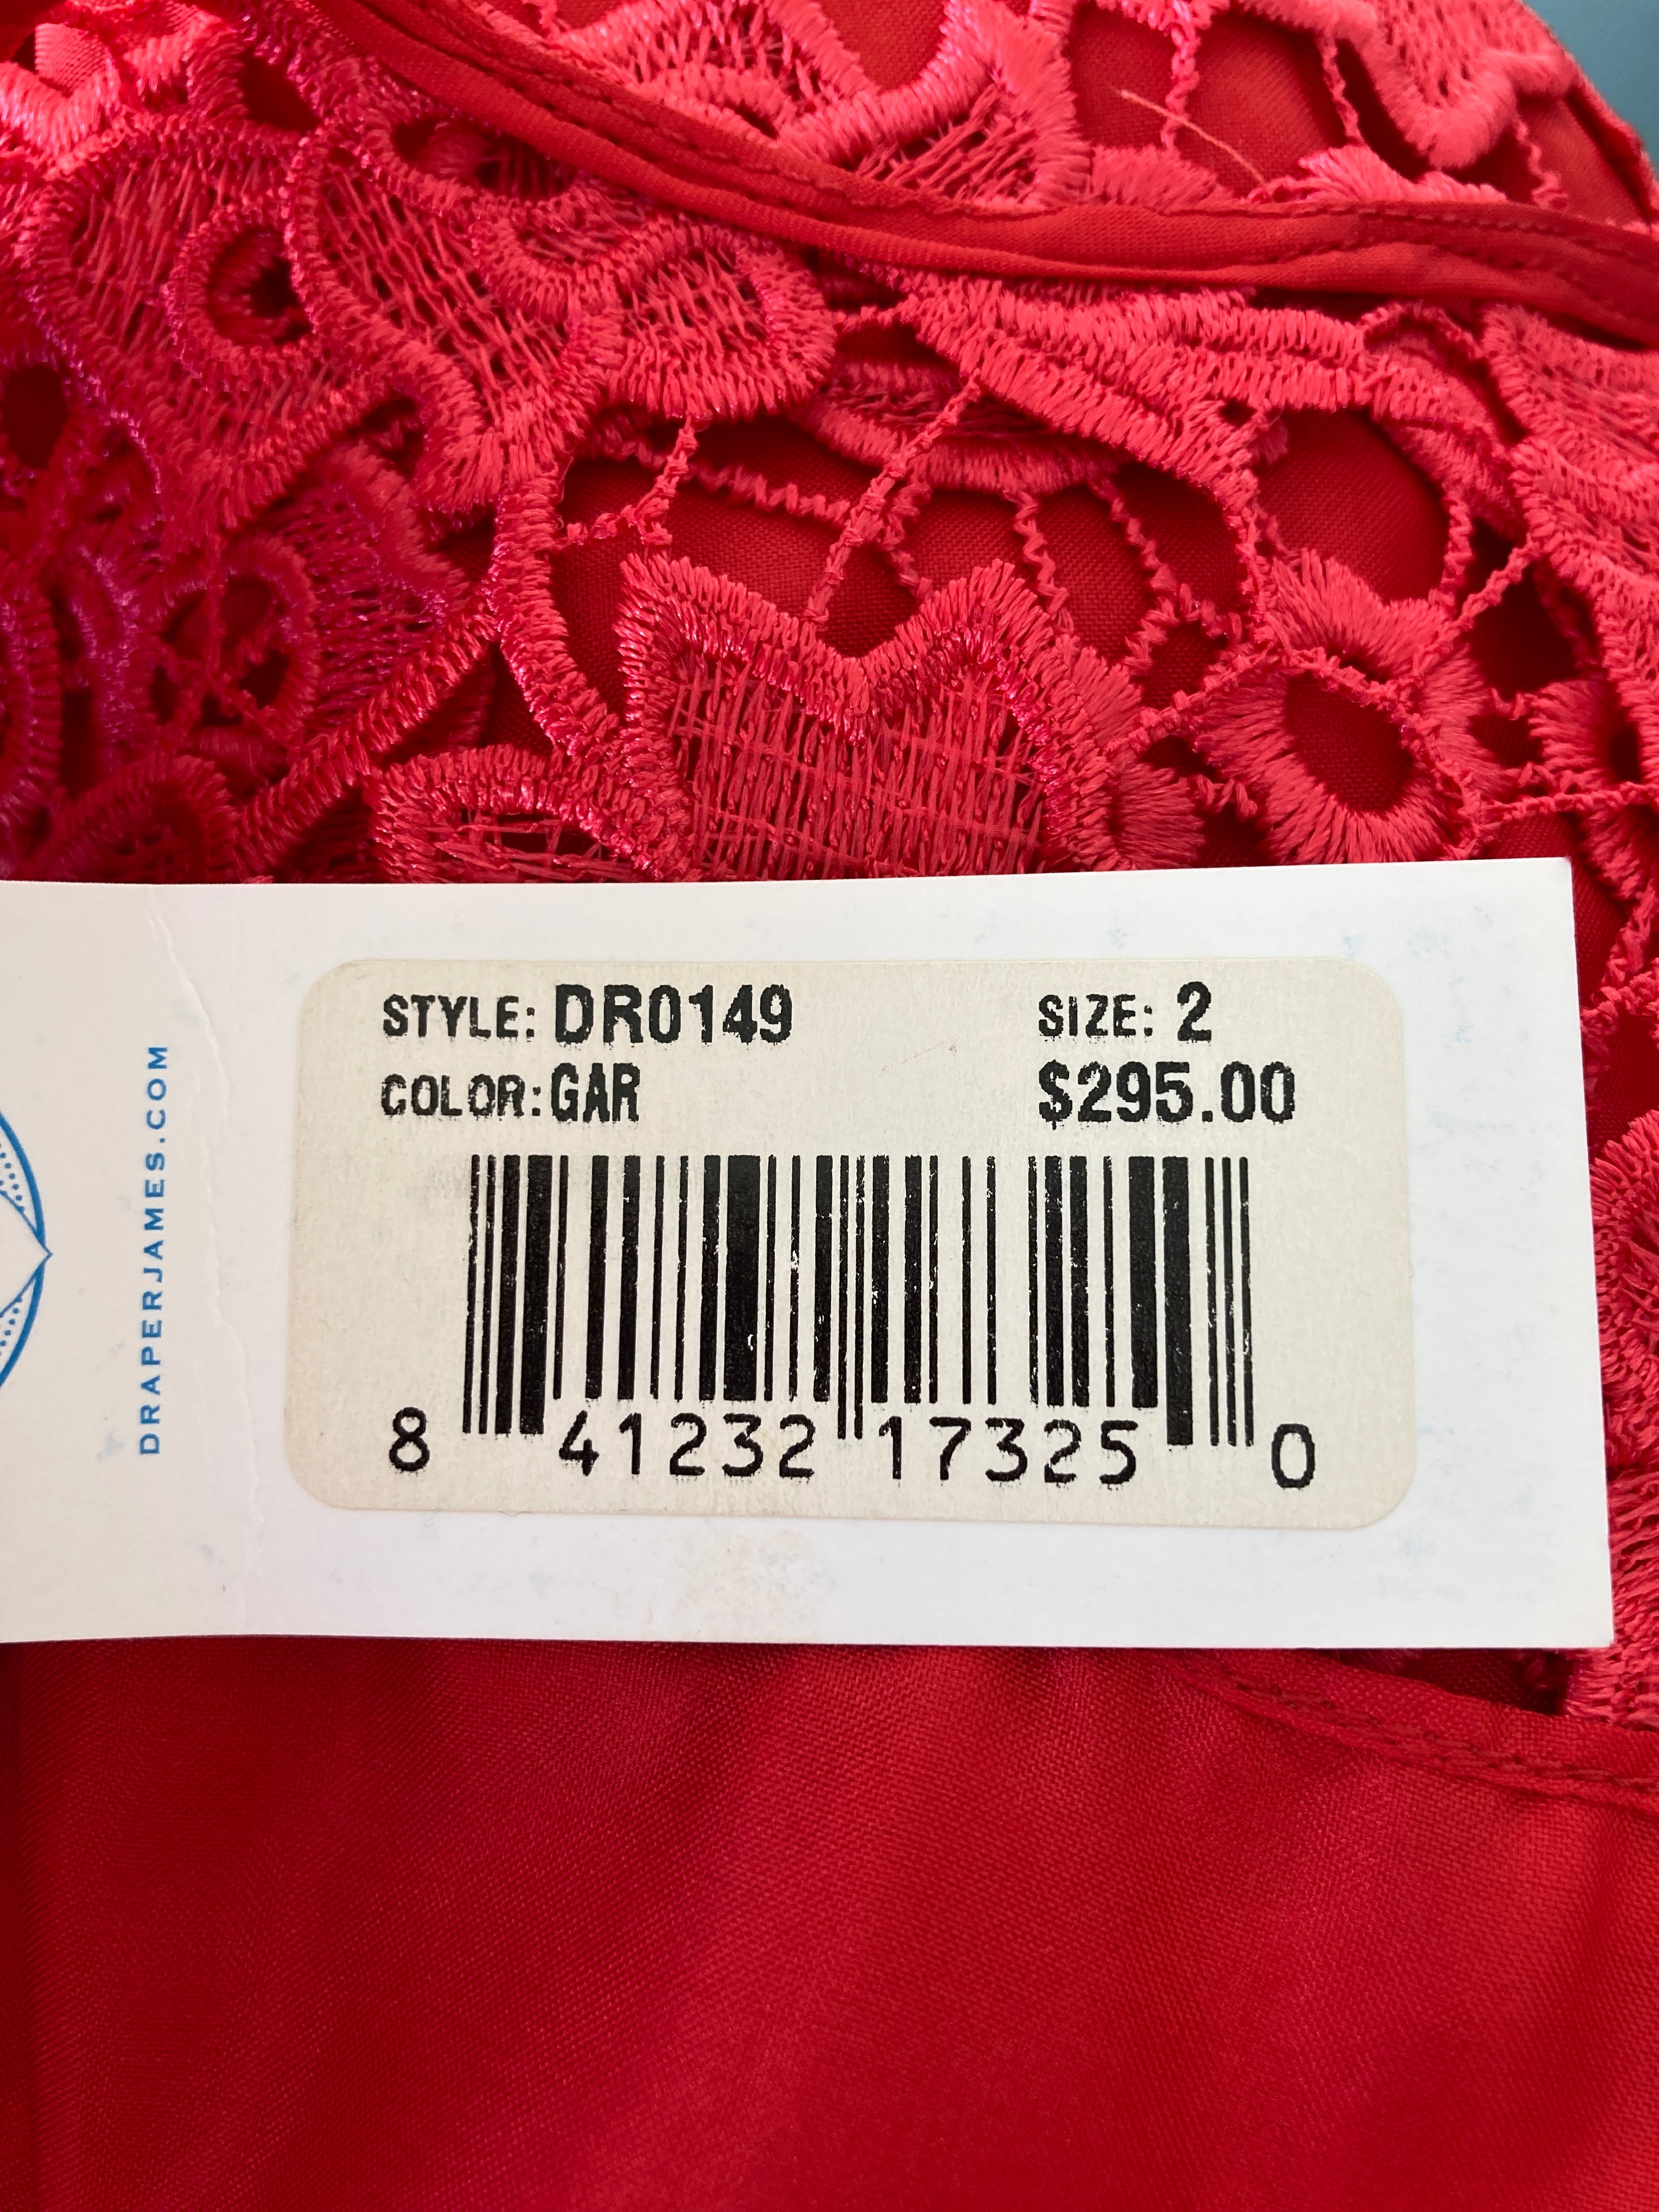 DRAPERJAMES.COM
STYLE: DR0149 SIZE: 2
COLOR: GAR $295.00
8 41232 17325 0